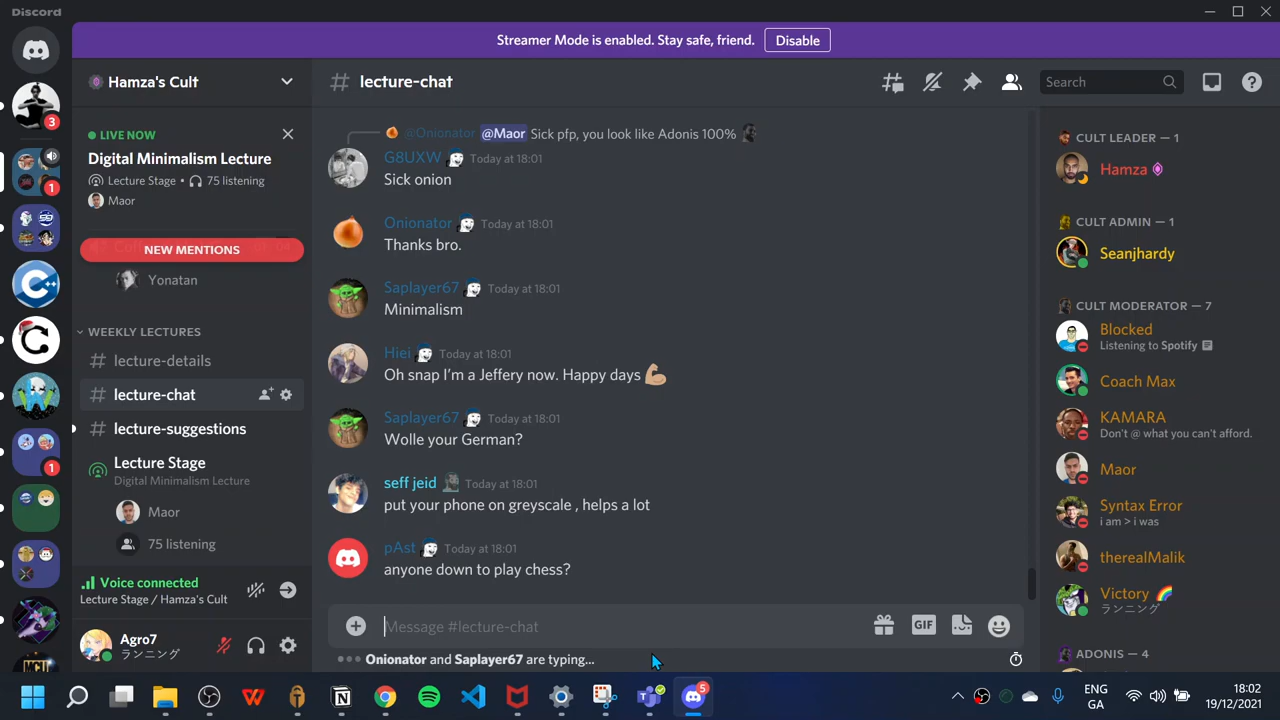 Discord
Streamer Mode is enabled. Stay safe, friend.
Disable
3
1
1
Hamza's Cult
LIVE NOW
Digital Minimalism Lecture
Lecture Stage • 75 listening
Maor
NEW MENTIONS
Yonatan
WEEKLY LECTURES
# lecture-details
# lecture-chat
# lecture-suggestions
Lecture Stage
Digital Minimalism Lecture
Maor
75 listening
Voice connected
Lecture Stage / Hamza's Cult
Agro7
ランニング
# lecture-chat
Search
@Onionator @Maor Sick pfp, you look like Adonis 100%
G8UXW Today at 18:01
Sick onion
Onionator Today at 18:01
Thanks bro.
Saplayer67 Today at 18:01
Minimalism
Hiei Today at 18:01
Oh snap I'm a Jeffery now. Happy days 💪
Saplayer67 Today at 18:01
Wolle your German?
seff jeid Today at 18:01
put your phone on greyscale , helps a lot
pAst Today at 18:01
anyone down to play chess?
Message #lecture-chat
GIF
Onionator and Saplayer67 are typing...
CULT LEADER — 1
Hamza
CULT ADMIN — 1
Seanjhardy
CULT MODERATOR — 7
Blocked
Listening to Spotify
Coach Max
KAMARA
Don't @ what you can't afford.
Maor
Syntax Error
i am > i was
therealMalik
Victory 🌈
ランニング
ADONIS — 4
MCU
5
ENG
GA
18:02
19/12/2021